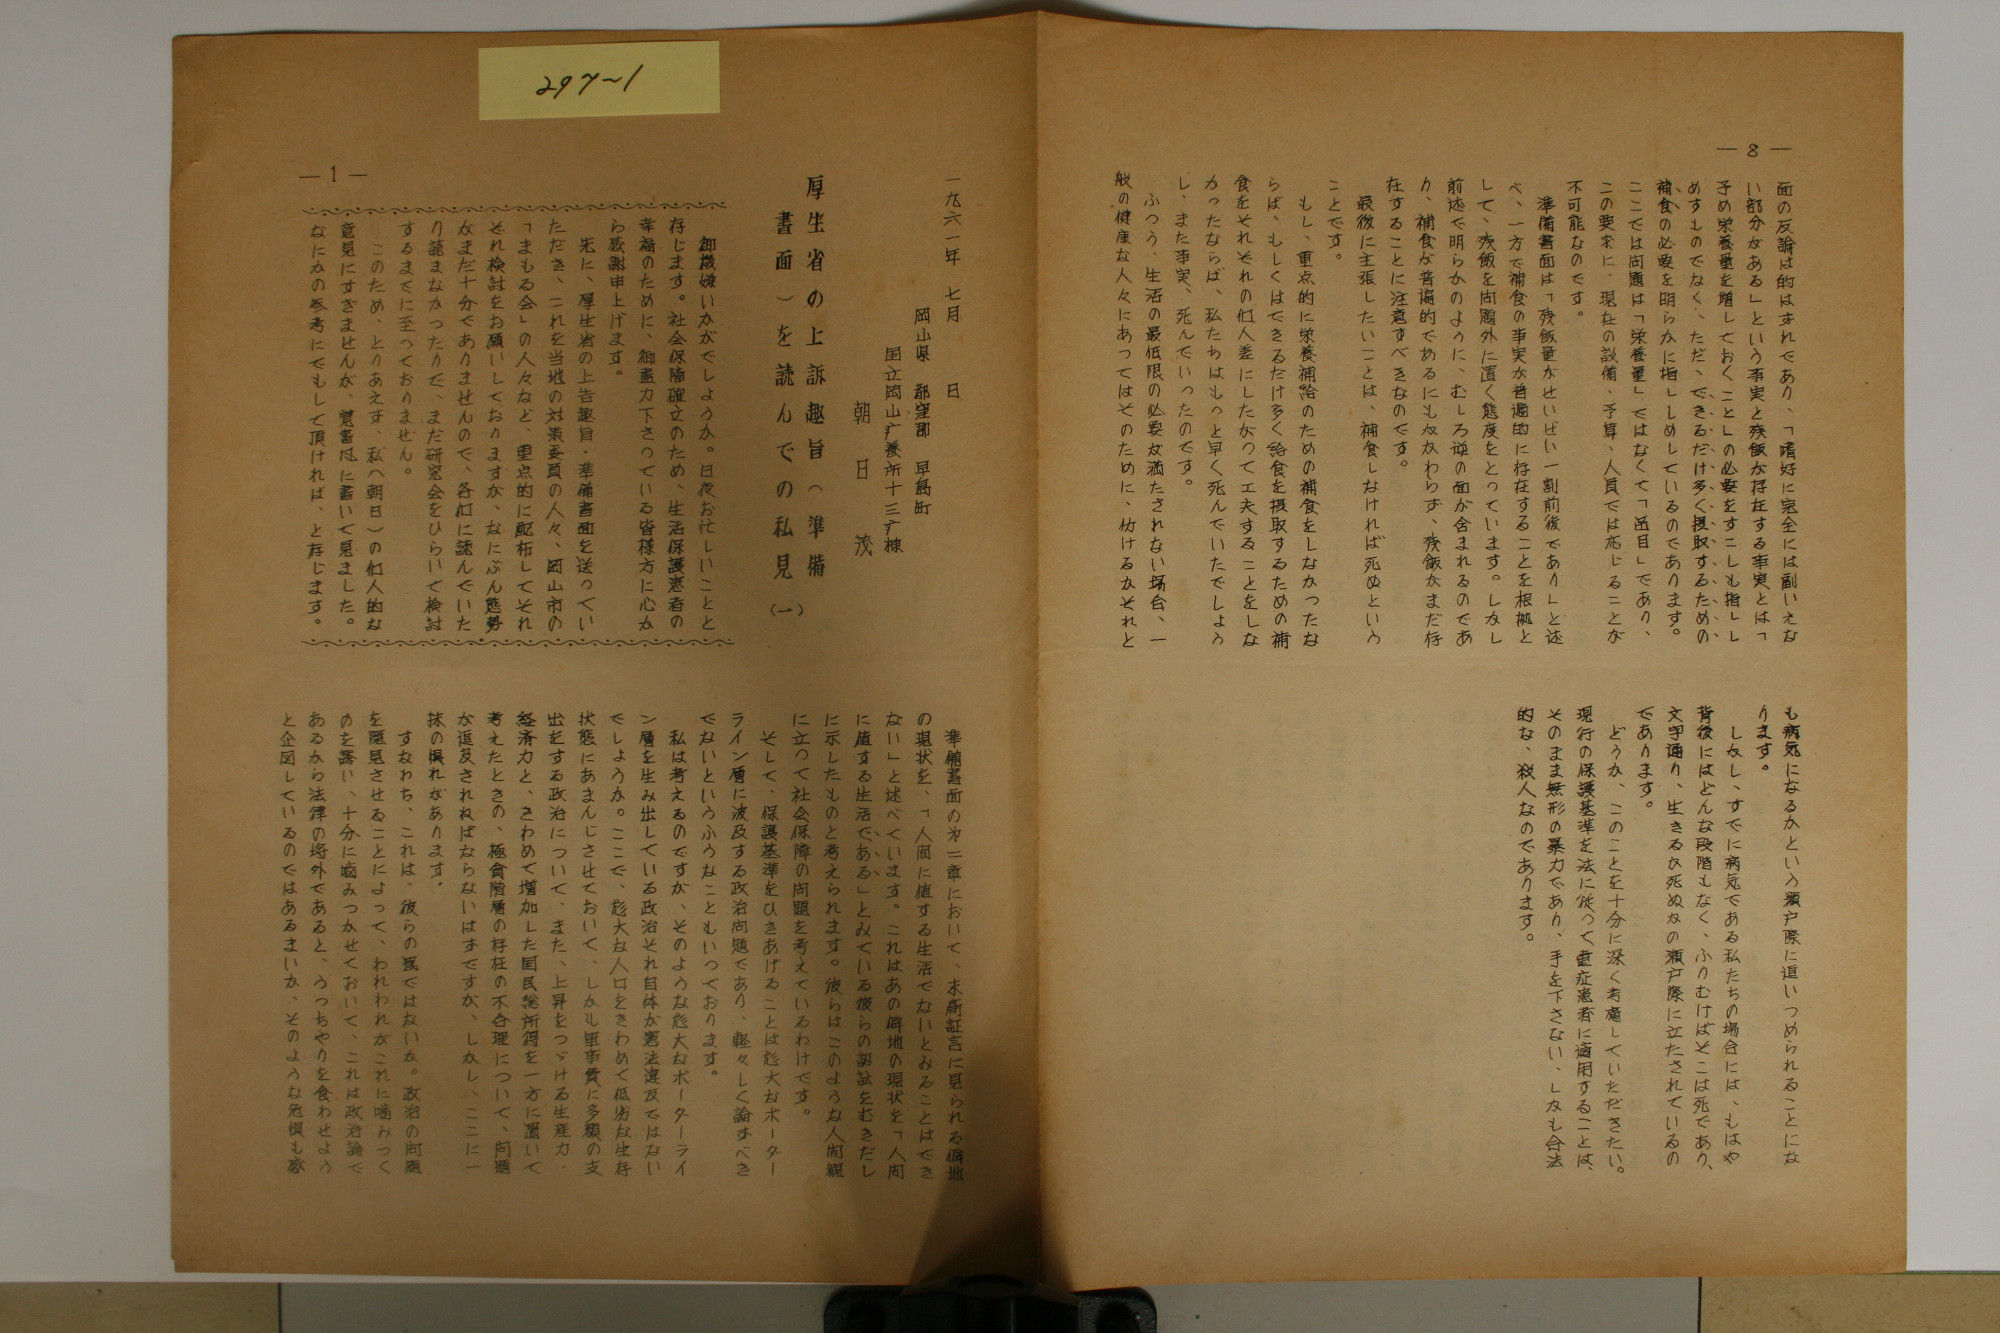 297〜1
―8―
面の反論は的はずれであり、「嗜好に完全には副いえな
い部分がある」という事実と残飯が存在する事実とは「
予め栄養量を増しておくこと」の必要をすこしも指しし
めすものでなく、ただ、できるだけ多く摂取するための
補食の必要を明らかに指ししめしているのであります。
ここでは問題は「栄養量」ではなくて「函目」であり、
この要求に、現在の設備、予算、人員では応じることが
不可能なのです。
準備書面は「残飯量がせいぜい一割前後であり」と述
べ、一方で補食の事実が普遍的に存在することを根拠と
して、残飯を問題外に置く態度をとっています。しかし
前述で明らかのように、むしろ逆の面が含まれるのであ
り、補食が普遍的であるにもかかわらず、残飯がまだ存
在することに注意すべきなのです。
最後に主張したいことは、補食しなければ死ぬという
ことです。
もし、重点的に栄養補給のための補食をしなかったな
らば、もしくはできるだけ多く給食を摂取するための補
食をそれぞれの個人差にしたがって工夫することをしな
かったならば、私たちはもっと早く死んでいたでしょう
し、また事実、死んでいったのです。
ふつう、生活の最低限の必要が満たされない場合、一
般の健康な人々にあってはそのために、切けるかそれと
も病気になるかという瀬戸際に追いつめられることにな
ります。
しかし、すでに病気である私たちの場合には、もはや
背後にはどんな段階もなく、ふりむけばそこは死であり、
文字通り、生きるか死ぬかの瀬戸際に立たされているの
であります。
どうか、このことを十分に深く考慮していただきたい。
現行の保護基準を法に従って重症患者に適用することは、
そのまま無形の暴力であり、手を下さない、しかも合法
的な、殺人なのであります。
―1―
一九六一年 七月 日
岡山県 都窪郡 早島町
国立岡山療養所十三病棟
朝日 茂
厚生省の上訴趣旨(準備
書面)を読んでの私見(一)
御機嫌いかがでしようか。日夜お忙しいことと
存じます。社会保障確立のため、生活保護患者の
幸福のために、御盡力下さっている皆様方に心か
ら感謝申上げます。
先に、厚生省の上告趣旨・準備書面を送ってい
ただき、これを当地の対策委員の人々、岡山市の
「まもる会」の人々など、重点的に配布してそれ
それ検討をお願いしておりますが、なにぶん態勢
がまだ十分でありませんので、各個に読んでいた
り読まなかったりで、まだ研究会をひらいて検討
するまでに至っておりません。
このため、とりあえず、私(朝日)の個人的な
意見にすぎませんが、覚書風に書いて見ました。
なにかの参考にでもして頂ければ、と存じます。
準備書面の第二章において、末高証言に見られる僻地
の現状を、「人間に値する生活でないとみることはでき
ない」と述べています。これはあの僻地の現状を「人間
に値する生活である」とみている彼らの認識をむきだし
に示したものと考えられます。彼らはこのような人間観
に立って社会保障の問題を考えているわけです。
そして、保護基準をひきあげることは尨大なボーダー
ライン層に波及する政治問題であり、軽々しく論ずべき
でないというふうなこともいつております。
私は考えるのですが、そのような尨大なボーダーライ
ン層を生み出している政治それ自体が憲法違反ではない
でしょうか。ここで、尨大な人口をきわめて低劣な生存
状態にあまんじさせておいて、しかも軍事費に多額の支
出をする政治について、また、上昇をつゞける生産力・
経済力と、きわめて増加した国民総所得を一方に置いて
考えたときの、極貧階層の存在の不合理について、問題
が追及されねばならないはずですが、しかし、ここに一
抹の惧れがあります。
すなわち、これは、彼らの罠ではないか。政治の問題
を隠見させることによって、われわれがこれに噛みつく
のを誘い、十分に噛みつかせておいて、これは政治論で
あるから法律の埓外であると、うっちゃりを食わせよう
と企図しているのではあるまいか、そのような危惧も感